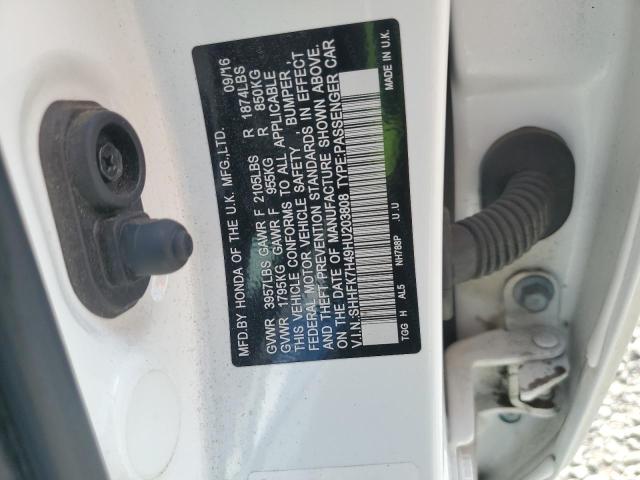 MFD.BY HONDA OF THE U.K. MFG.,LTD. 09/16
GVWR 3957LBS GAWR F 2105LBS R 1874LBS
GVWR 1795KG GAWR F 955KG R 850KG
THIS VEHICLE CONFORMS TO ALL APPLICABLE
FEDERAL MOTOR VEHICLE SAFETY , BUMPER ,
AND THEFT PREVENTION STANDARDS IN EFFECT
ON THE DATE OF MANUFACTURE SHOWN ABOVE.
V.I.N.:SHHFK7H49HU203808 TYPE:PASSENGER CAR
TGG H AL5 NH788P J U MADE IN U.K.